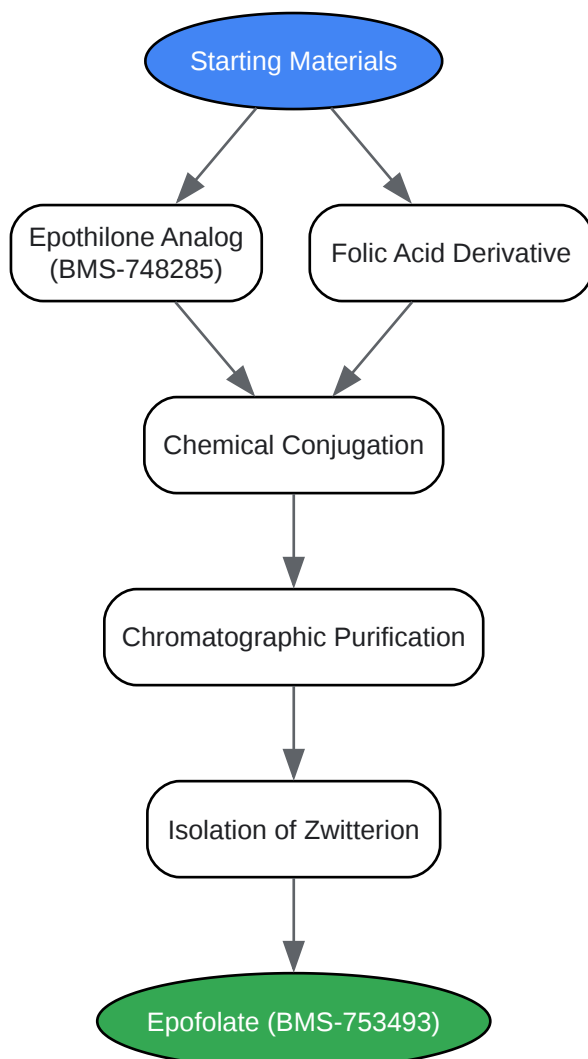 Starting Materials
Epothilone Analog
(BMS-748285)
Folic Acid Derivative
Chemical Conjugation
Chromatographic Purification
Isolation of Zwitterion
Epofolate (BMS-753493)